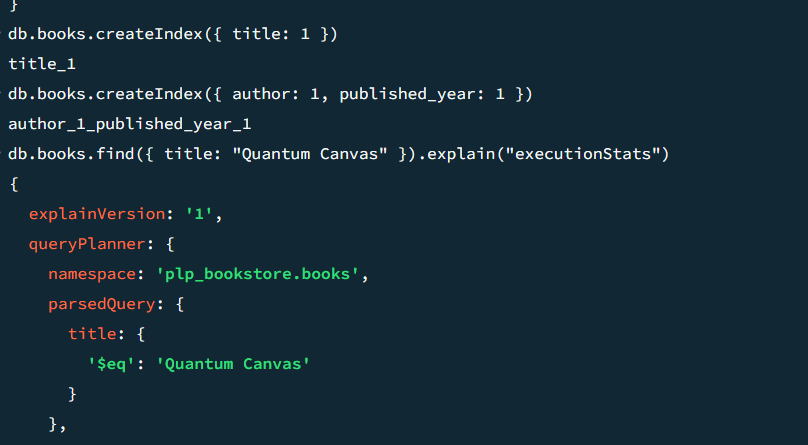 }
db.books.createIndex({ title: 1 })
title_1
db.books.createIndex({ author: 1, published_year: 1 })
author_1_published_year_1
db.books.find({ title: "Quantum Canvas" }).explain("executionStats")
{
  explainVersion: '1',
  queryPlanner: {
    namespace: 'plp_bookstore.books',
    parsedQuery: {
      title: {
        '$eq': 'Quantum Canvas'
      }
    },